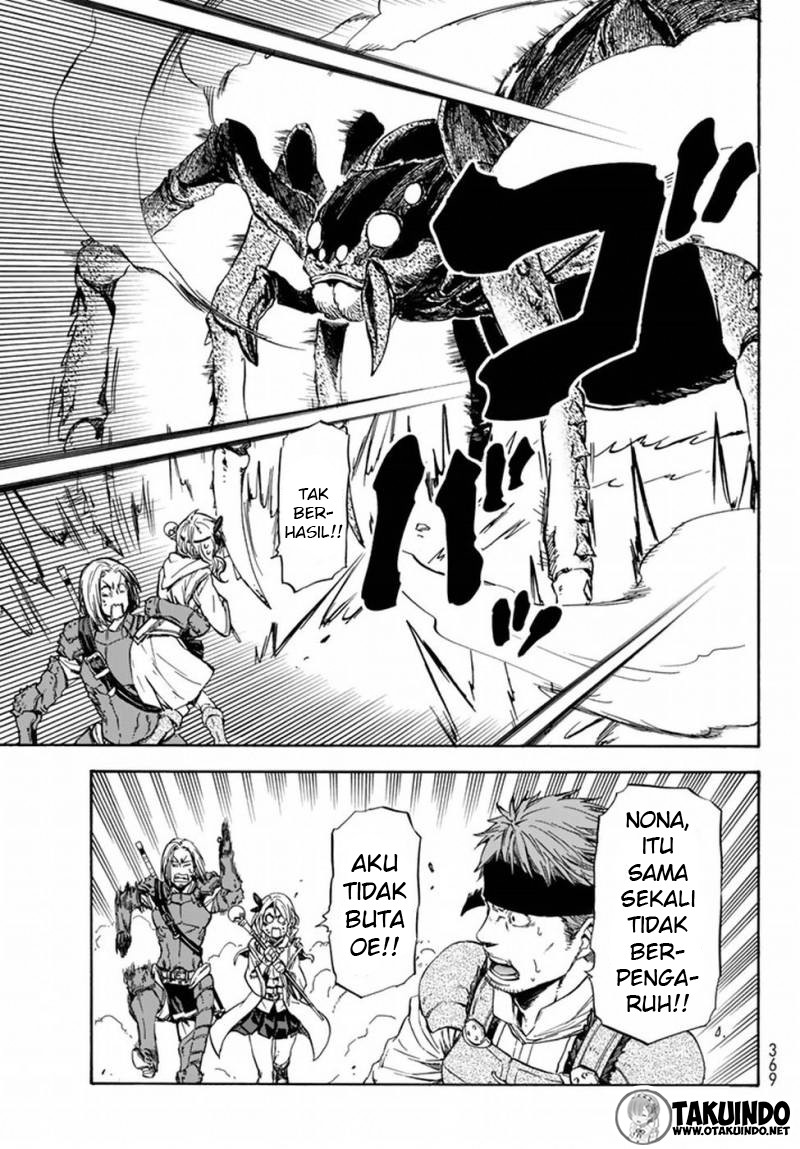 TAK
BER-
HASIL!!
NONA,
ITU
SAMA
SEKALI
TIDAK
BER-
PENGA-
RUH!!
AKU
TIDAK
BUTA
OE!!
369
TAKUINDO
WWW.OTAKUINDO.NET